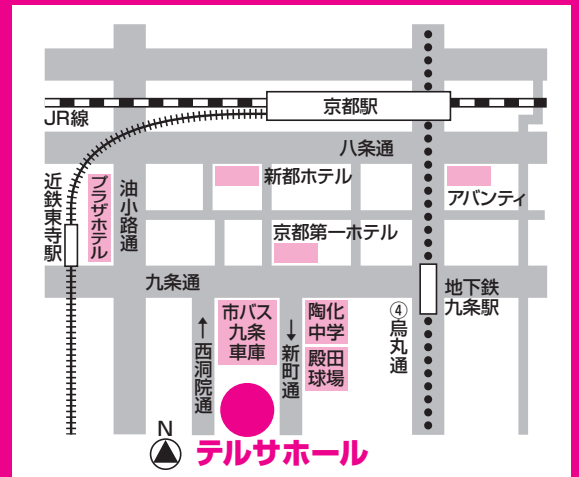 京都駅
JR線
八条通
新都ホテル
アバンティ
近鉄東寺駅
プラザホテル
油小路通
京都第一ホテル
九条通
地下鉄
九条駅
市バス
九条
車庫
陶化
中学
殿田
球場
④烏丸通
←西洞院通
→新町通
N
テルサホール